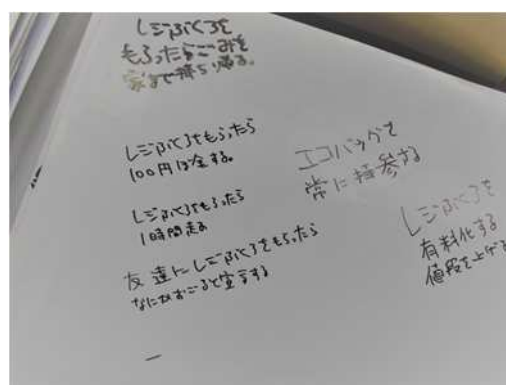 レジぶくろを
もらったらごみを
家まで持ち帰る。
レジぶくろをもらったら
100円貯金する。
レジぶくろをもらったら
1時間走る
友達にレジぶくろをもらったら
なにかおごると宣言する
エコバッグを
常に持参する
レジぶくろを
有料化する
値段を上げる